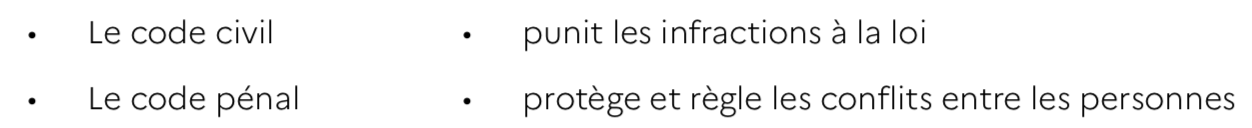 • Le code civil • punit les infractions à la loi
• Le code pénal • protège et règle les conflits entre les personnes